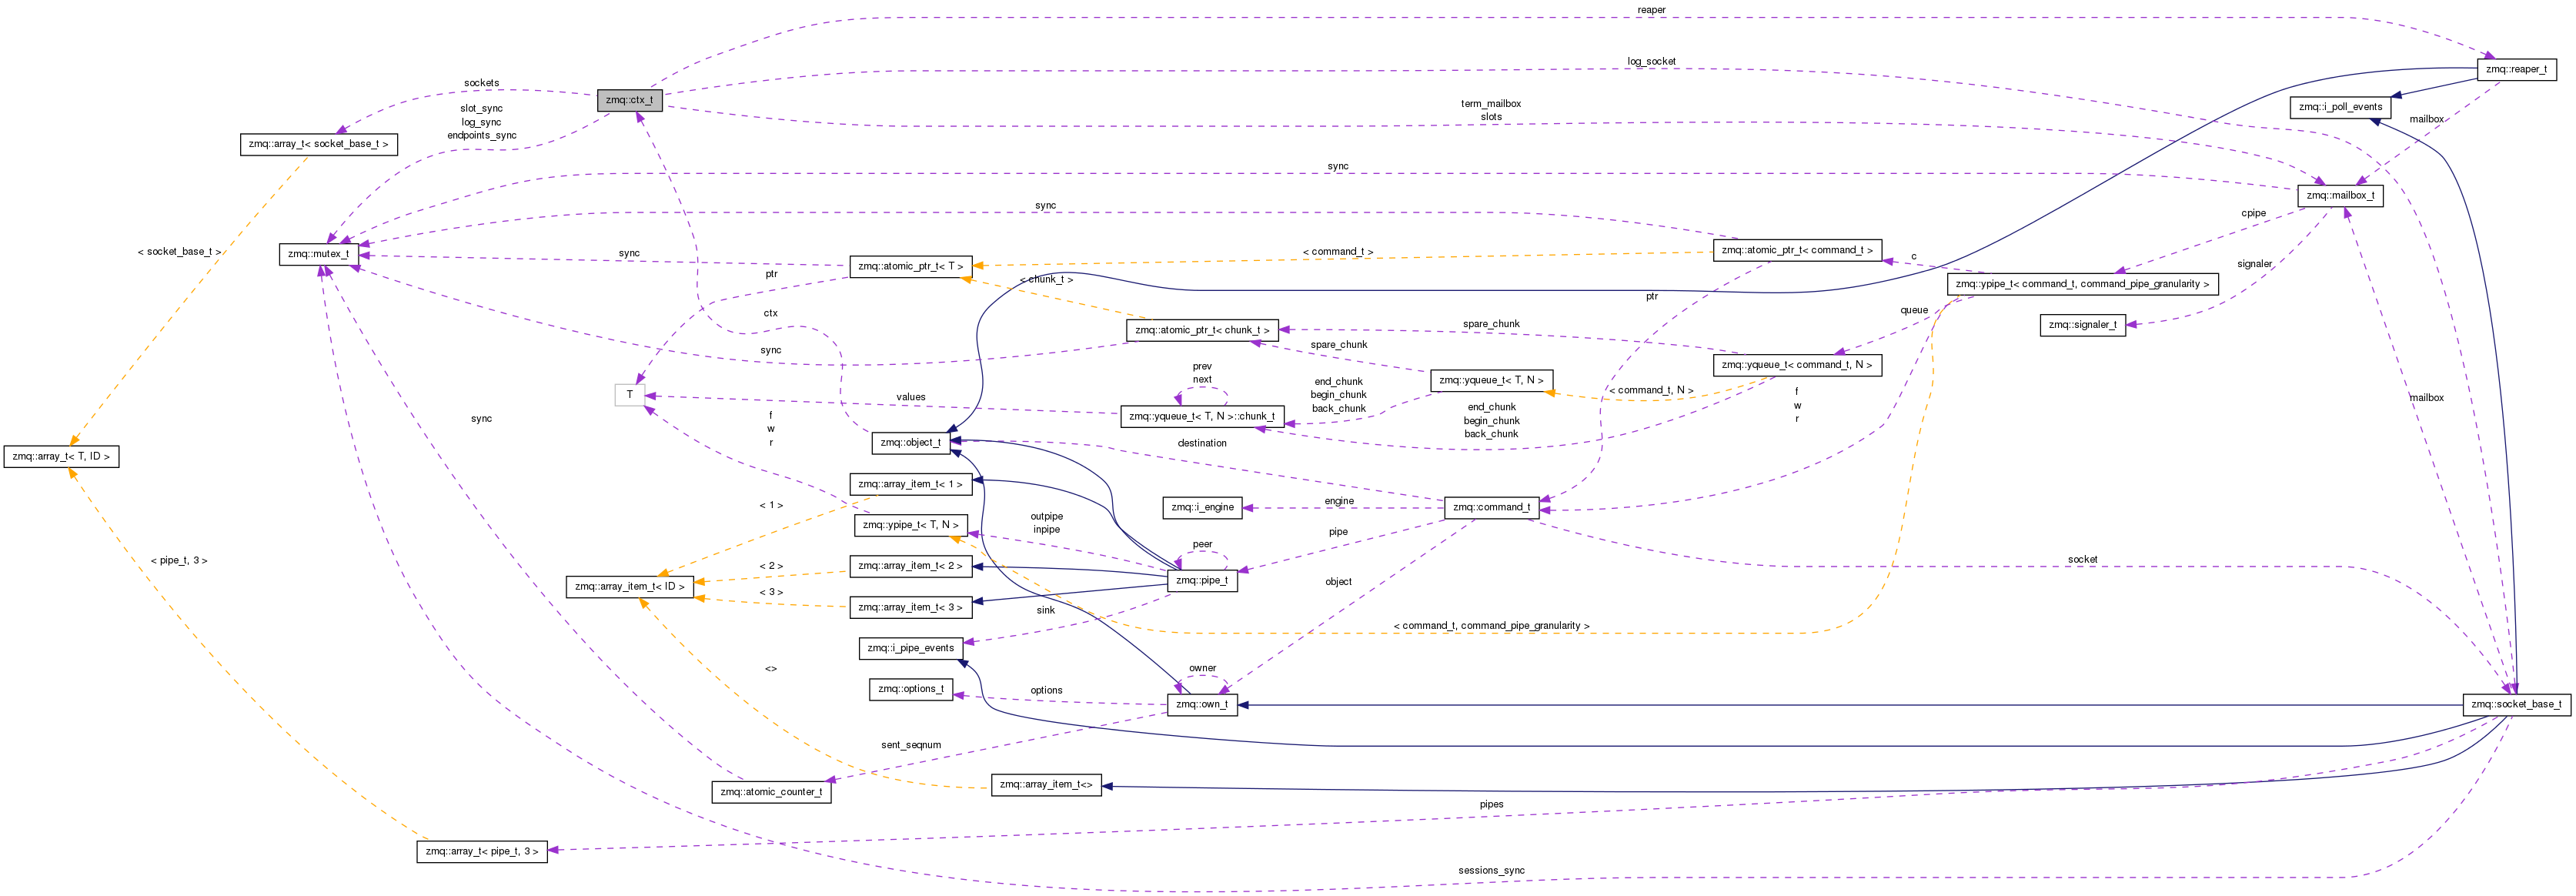 reaper
log_socket
zmq::reaper_t
sockets
zmq::ctx_t
term_mailbox
slots
zmq::i_poll_events
slot_sync
log_sync
endpoints_sync
mailbox
zmq::array_t< socket_base_t >
sync
zmq::mailbox_t
sync
cpipe
< socket_base_t >
zmq::mutex_t
sync
zmq::atomic_ptr_t< T >
< command_t >
zmq::atomic_ptr_t< command_t >
c
signaler
ptr
< chunk_t >
ptr
zmq::ypipe_t< command_t, command_pipe_granularity >
ctx
zmq::atomic_ptr_t< chunk_t >
spare_chunk
queue
zmq::signaler_t
sync
spare_chunk
zmq::yqueue_t< command_t, N >
prev
next
zmq::yqueue_t< T, N >
end_chunk
begin_chunk
back_chunk
< command_t, N >
T
values
zmq::yqueue_t< T, N >::chunk_t
end_chunk
begin_chunk
back_chunk
f
w
r
mailbox
sync
f
w
r
zmq::object_t
destination
zmq::array_t< T, ID >
zmq::array_item_t< 1 >
< 1 >
zmq::i_engine
engine
zmq::command_t
zmq::ypipe_t< T, N >
outpipe
inpipe
pipe
peer
socket
< pipe_t, 3 >
zmq::array_item_t< 2 >
< 2 >
zmq::array_item_t< ID >
zmq::pipe_t
object
< 3 >
zmq::array_item_t< 3 >
sink
< command_t, command_pipe_granularity >
zmq::i_pipe_events
<>
owner
zmq::options_t
options
zmq::own_t
zmq::socket_base_t
sent_seqnum
zmq::atomic_counter_t
zmq::array_item_t<>
pipes
zmq::array_t< pipe_t, 3 >
sessions_sync